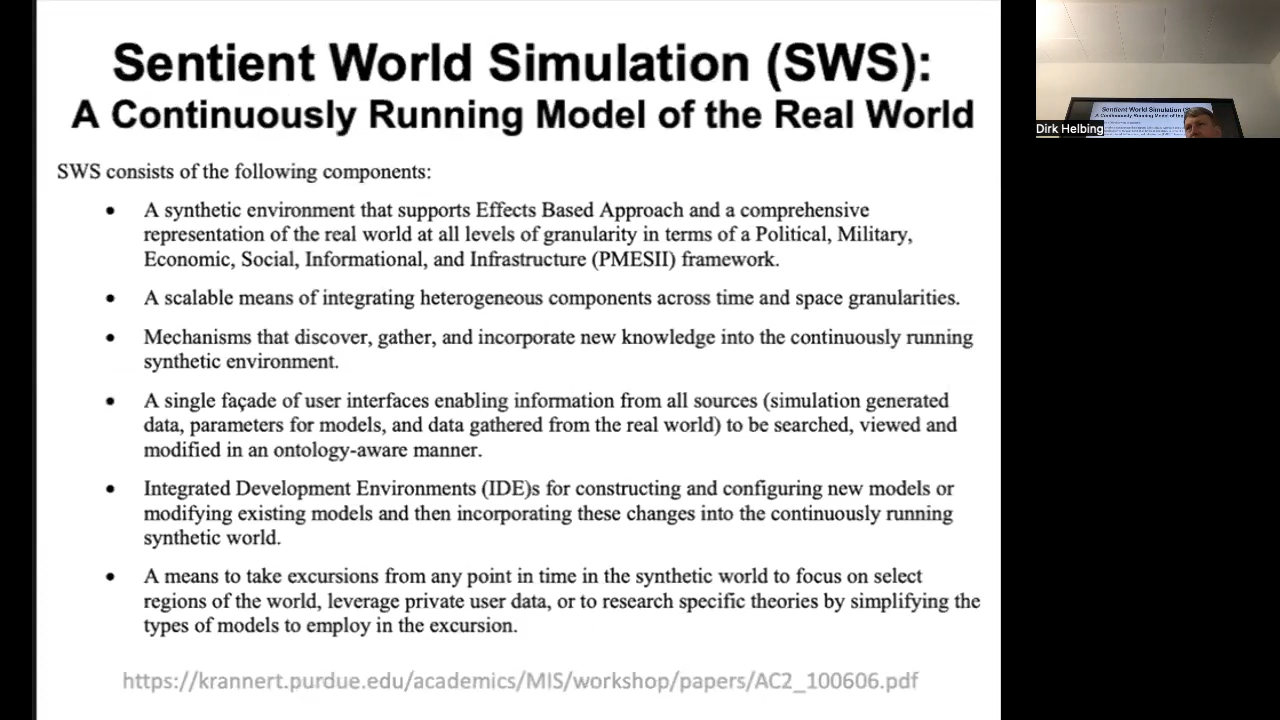 Sentient World Simulation (SWS):
A Continuously Running Model of the Real World
SWS consists of the following components:
• A synthetic environment that supports Effects Based Approach and a comprehensive
representation of the real world at all levels of granularity in terms of a Political, Military,
Economic, Social, Informational, and Infrastructure (PMESII) framework.
• A scalable means of integrating heterogeneous components across time and space granularities.
• Mechanisms that discover, gather, and incorporate new knowledge into the continuously running
synthetic environment.
• A single façade of user interfaces enabling information from all sources (simulation generated
data, parameters for models, and data gathered from the real world) to be searched, viewed and
modified in an ontology-aware manner.
• Integrated Development Environments (IDE)s for constructing and configuring new models or
modifying existing models and then incorporating these changes into the continuously running
synthetic world.
• A means to take excursions from any point in time in the synthetic world to focus on select
regions of the world, leverage private user data, or to research specific theories by simplifying the
types of models to employ in the excursion.
https://krannert.purdue.edu/academics/MIS/workshop/papers/AC2_100606.pdf
Sentient World Simulation
A Continuously Running Model of the
Dirk Helbing